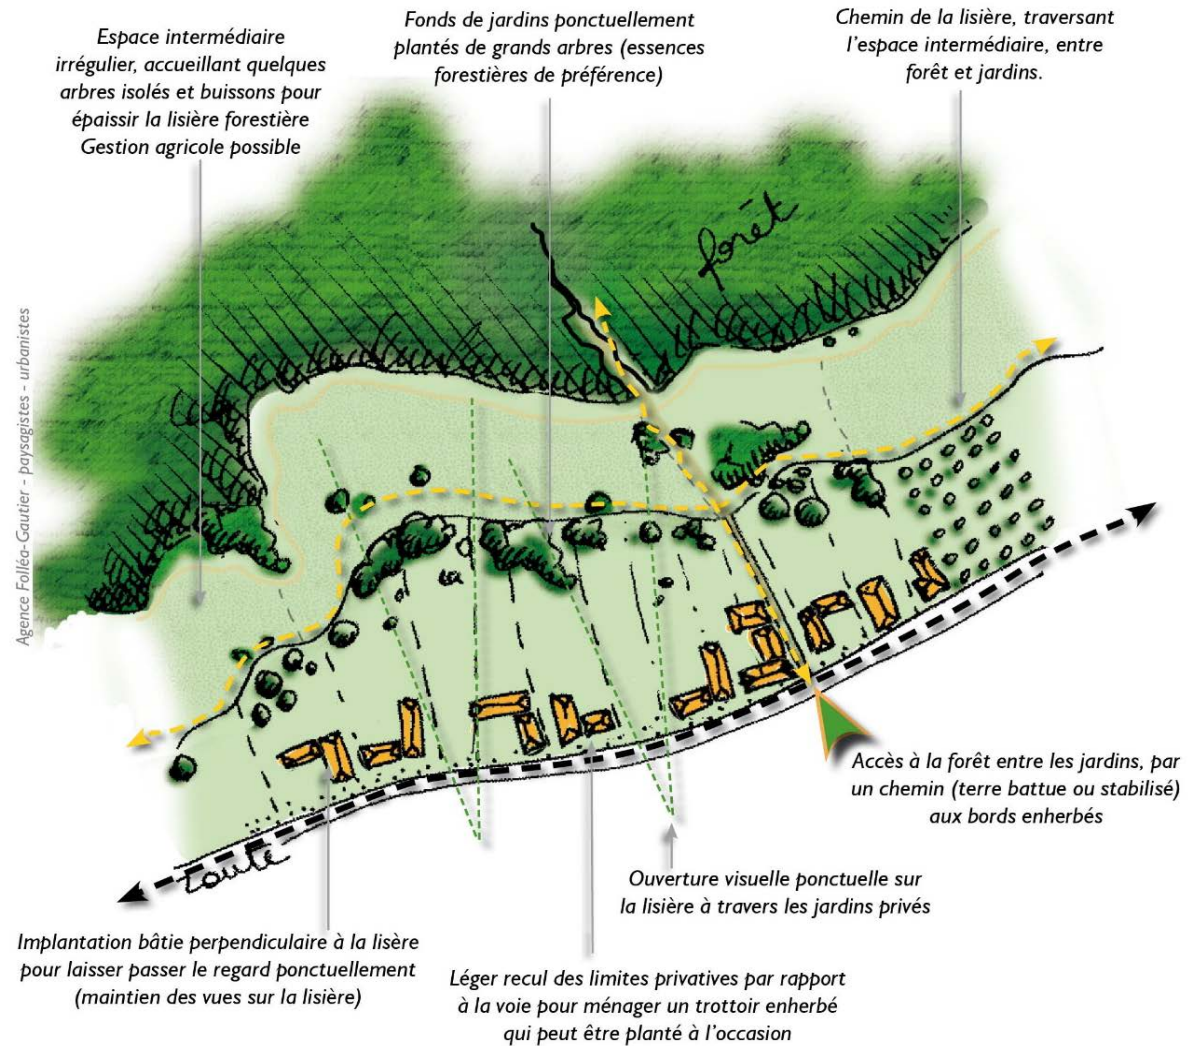 Espace intermédiaire
irrégulier, accueillant quelques
arbres isolés et buissons pour
épaissir la lisière forestière
Gestion agricole possible
Fonds de jardins ponctuellement
plantés de grands arbres (essences
forestières de préférence)
Chemin de la lisière, traversant
l'espace intermédiaire, entre
forêt et jardins.
forêt
Agence Folléa-Gautier - paysagistes - urbanistes
Accès à la forêt entre les jardins, par
un chemin (terre battue ou stabilisé)
aux bords enherbés
route
Ouverture visuelle ponctuelle sur
la lisière à travers les jardins privés
Implantation bâtie perpendiculaire à la lisère
pour laisser passer le regard ponctuellement
(maintien des vues sur la lisière)
Léger recul des limites privatives par rapport
à la voie pour ménager un trottoir enherbé
qui peut être planté à l'occasion